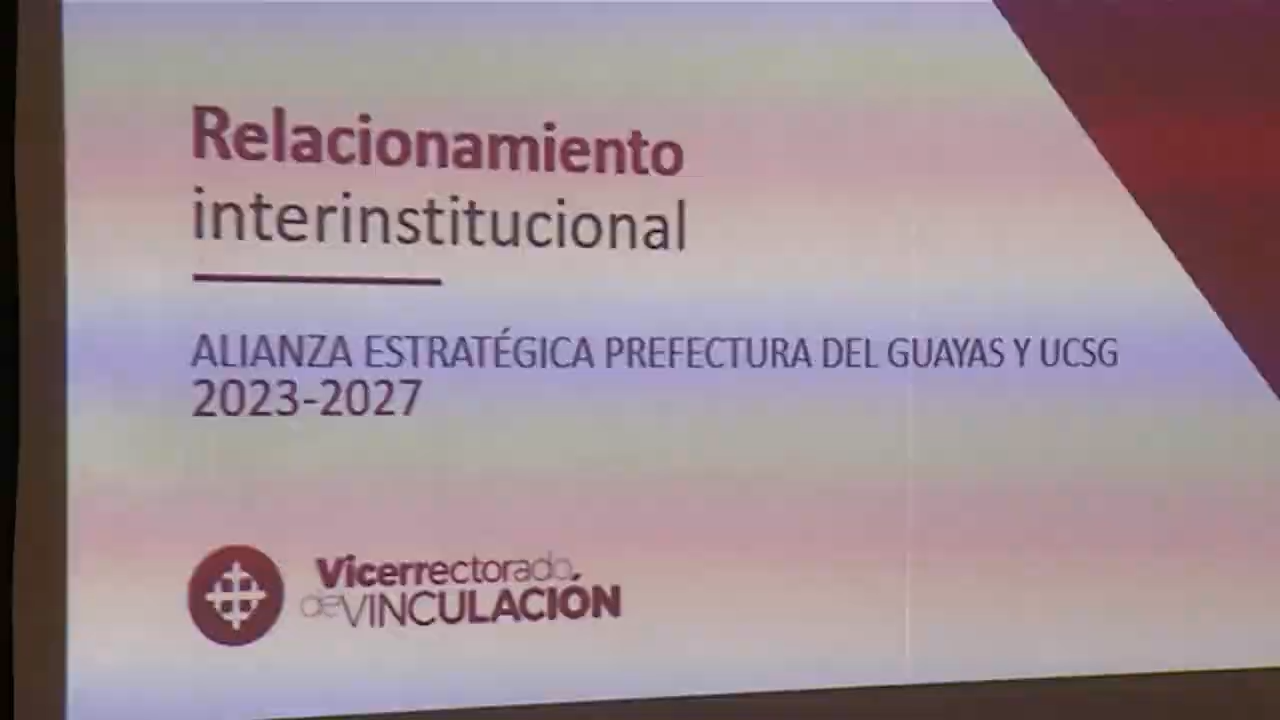 Relacionamiento
interinstitucional
ALIANZA ESTRATÉGICA PREFECTURA DEL GUAYAS Y UCSG
2023-2027
Vicerrectorado
de VINCULACIÓN